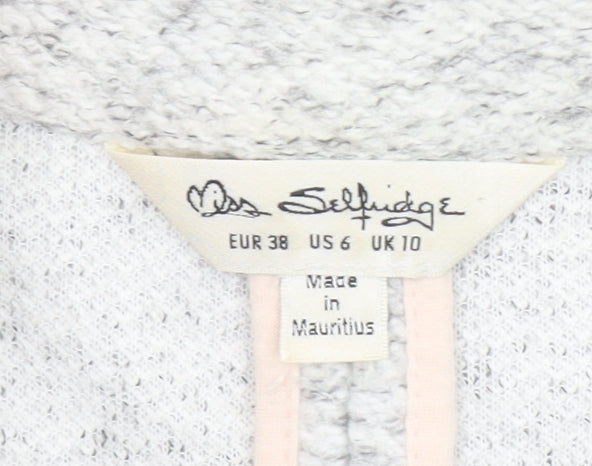 Miss Selfridge
EUR 38 US 6 UK 10
Made
in
Mauritius